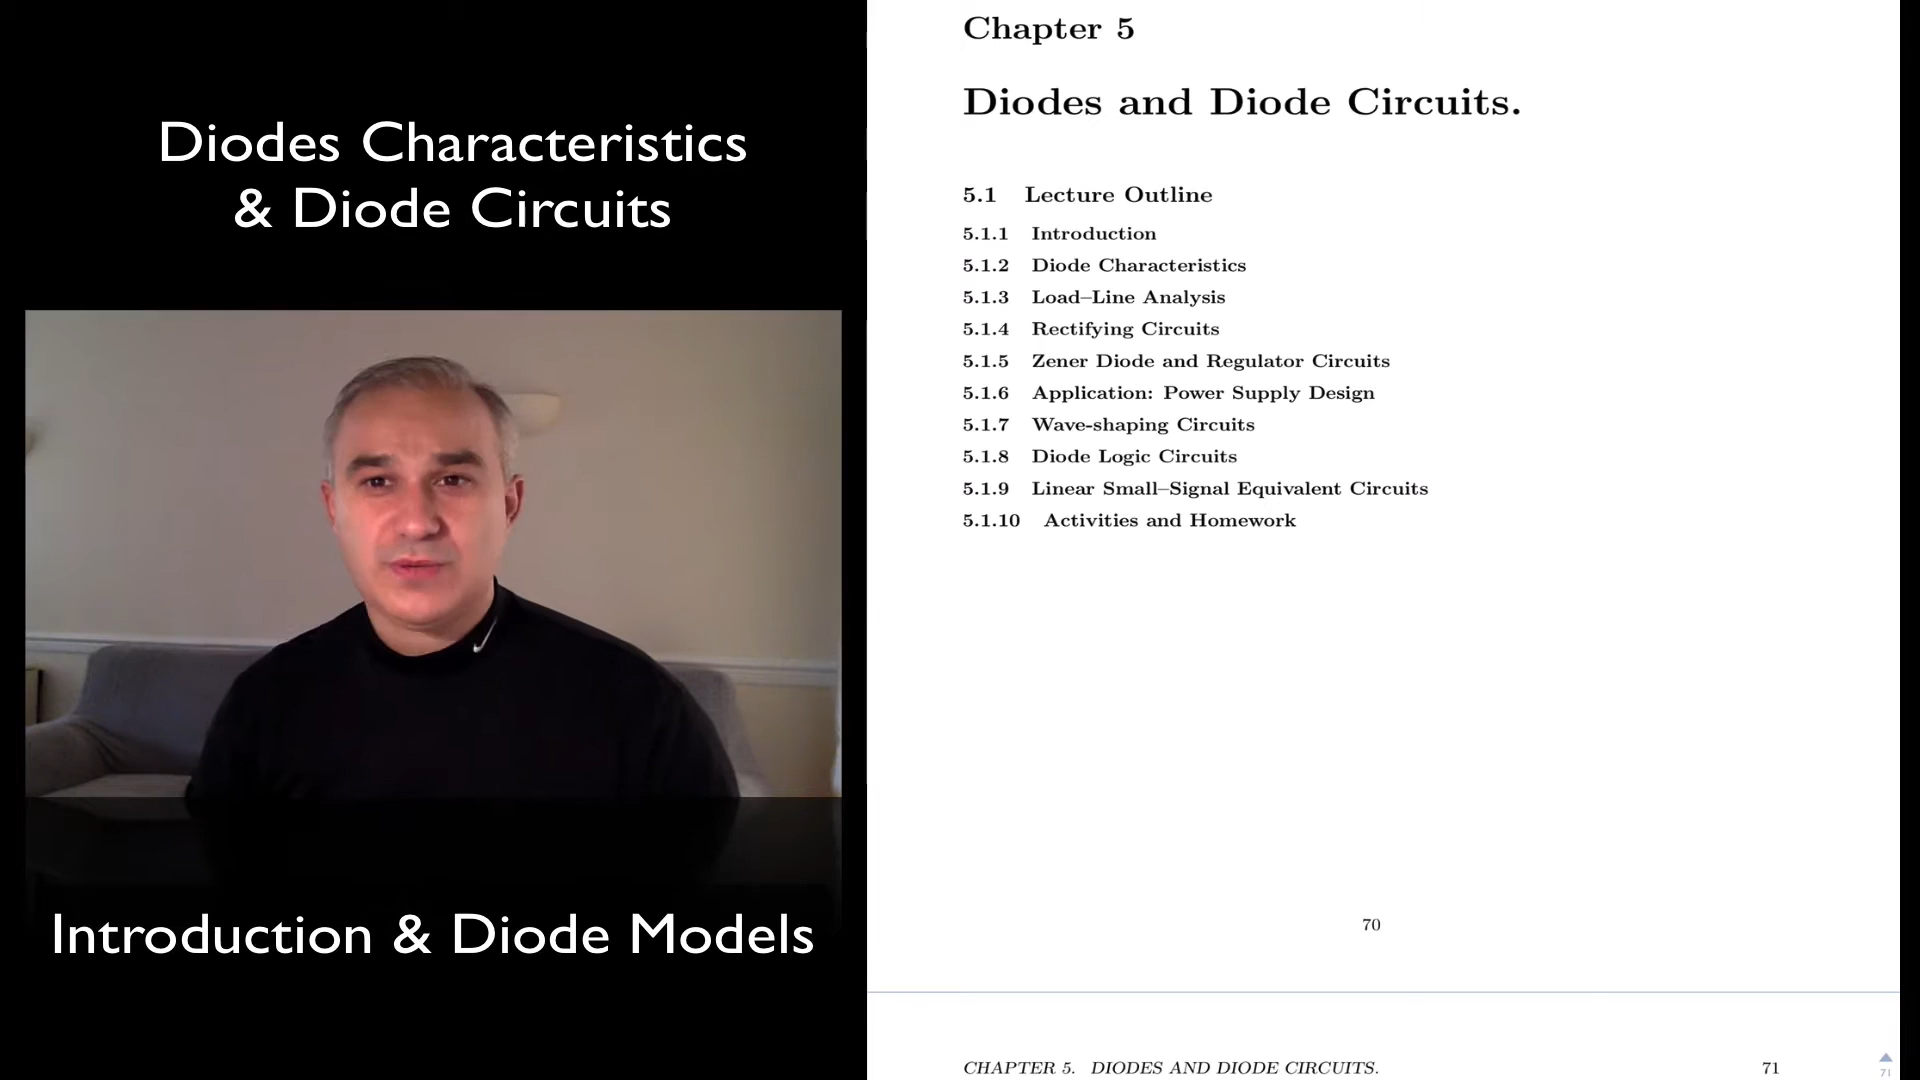 Diodes Characteristics
& Diode Circuits
Introduction & Diode Models
Chapter 5
Diodes and Diode Circuits.
5.1 Lecture Outline
5.1.1 Introduction
5.1.2 Diode Characteristics
5.1.3 Load–Line Analysis
5.1.4 Rectifying Circuits
5.1.5 Zener Diode and Regulator Circuits
5.1.6 Application: Power Supply Design
5.1.7 Wave-shaping Circuits
5.1.8 Diode Logic Circuits
5.1.9 Linear Small–Signal Equivalent Circuits
5.1.10 Activities and Homework
70
CHAPTER 5. DIODES AND DIODE CIRCUITS. 71
71